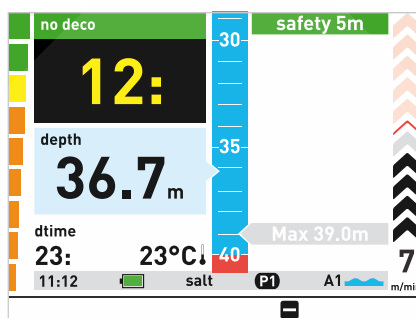 no deco
safety 5m
12:
30
depth
36.7m
35
dtime
Max 39.0m
23:
23°C
40
7
m/min
11:12
salt
P1
A1